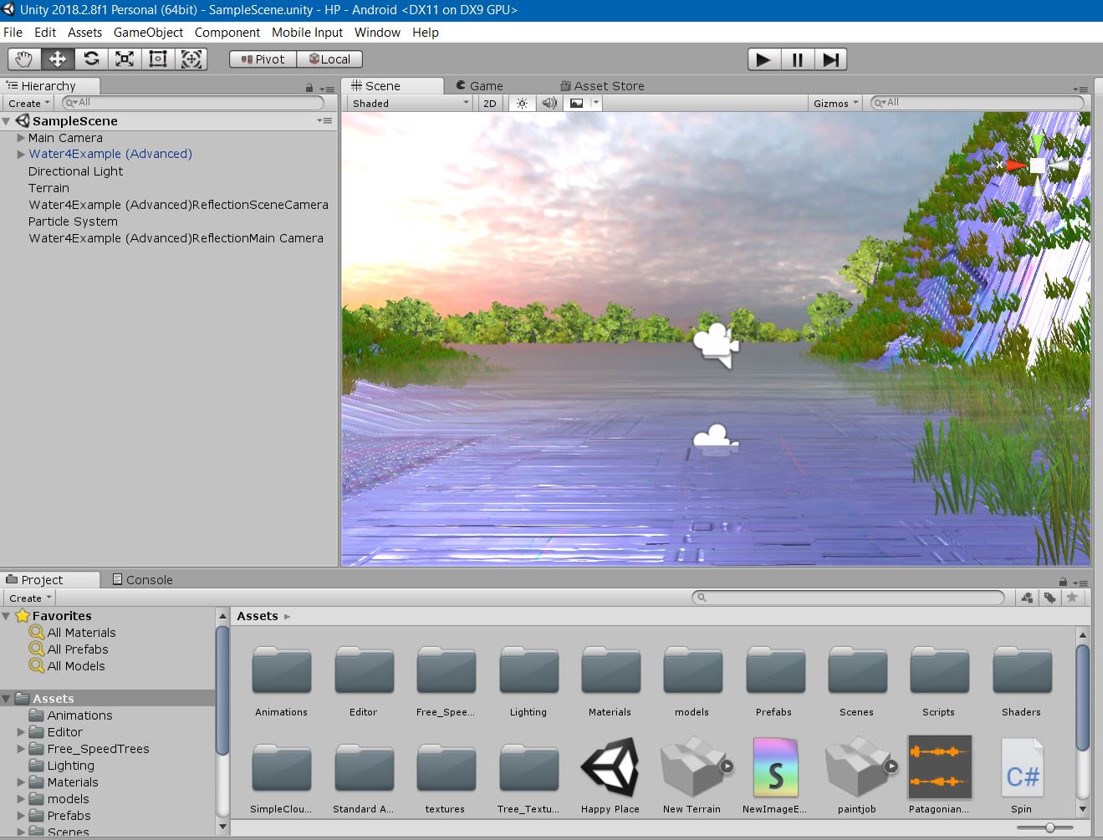 Unity 2018.2.8f1 Personal (64bit) - SampleScene.unity - HP - Android <DX11 on DX9 GPU>
File Edit Assets GameObject Component Mobile Input Window Help
Pivot Local
Hierarchy
Create All
SampleScene
Main Camera
Water4Example (Advanced)
Directional Light
Terrain
Water4Example (Advanced)ReflectionSceneCamera
Particle System
Water4Example (Advanced)ReflectionMain Camera
Scene Game Asset Store
Shaded 2D Gizmos All
x
Project Console
Create
Favorites
All Materials
All Prefabs
All Models
Assets
Animations
Editor
Free_SpeedTrees
Lighting
Materials
models
Prefabs
Scenes
Assets
Animations Editor Free_Spee... Lighting Materials models Prefabs Scenes Scripts Shaders
S C#
SimpleClou... Standard A... textures Tree_Textu... Happy Place New Terrain NewImageE... paintjob Patagonian... Spin